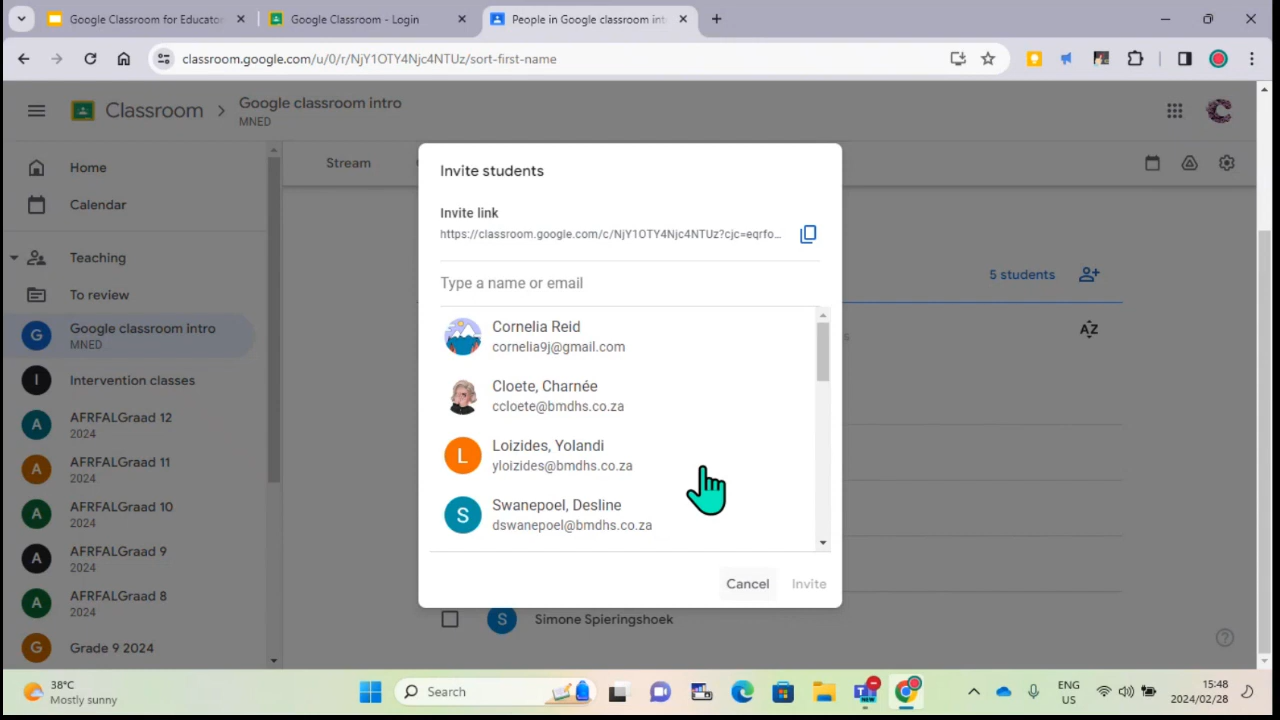 Google Classroom for Educato
Google Classroom - Login
People in Google classroom int
classroom.google.com/u/0/r/NjY1OTY4Njc4NTUz/sort-first-name
Classroom
Google classroom intro
MNED
Home
Calendar
Teaching
To review
G
Google classroom intro
MNED
I
Intervention classes
A
AFRFALGraad 12
2024
A
AFRFALGraad 11
2024
A
AFRFALGraad 10
2024
A
AFRFALGraad 9
2024
A
AFRFALGraad 8
2024
G
Grade 9 2024
Stream
5 students
Invite students
Invite link
https://classroom.google.com/c/NjY1OTY4Njc4NTUz?cjc=eqrfo...
Type a name or email
Cornelia Reid
cornelia9j@gmail.com
Cloete, Charnée
ccloete@bmdhs.co.za
L
Loizides, Yolandi
yloizides@bmdhs.co.za
S
Swanepoel, Desline
dswanepoel@bmdhs.co.za
Cancel
Invite
S
Simone Spieringshoek
38°C
Mostly sunny
Search
ENG
US
15:48
2024/02/28